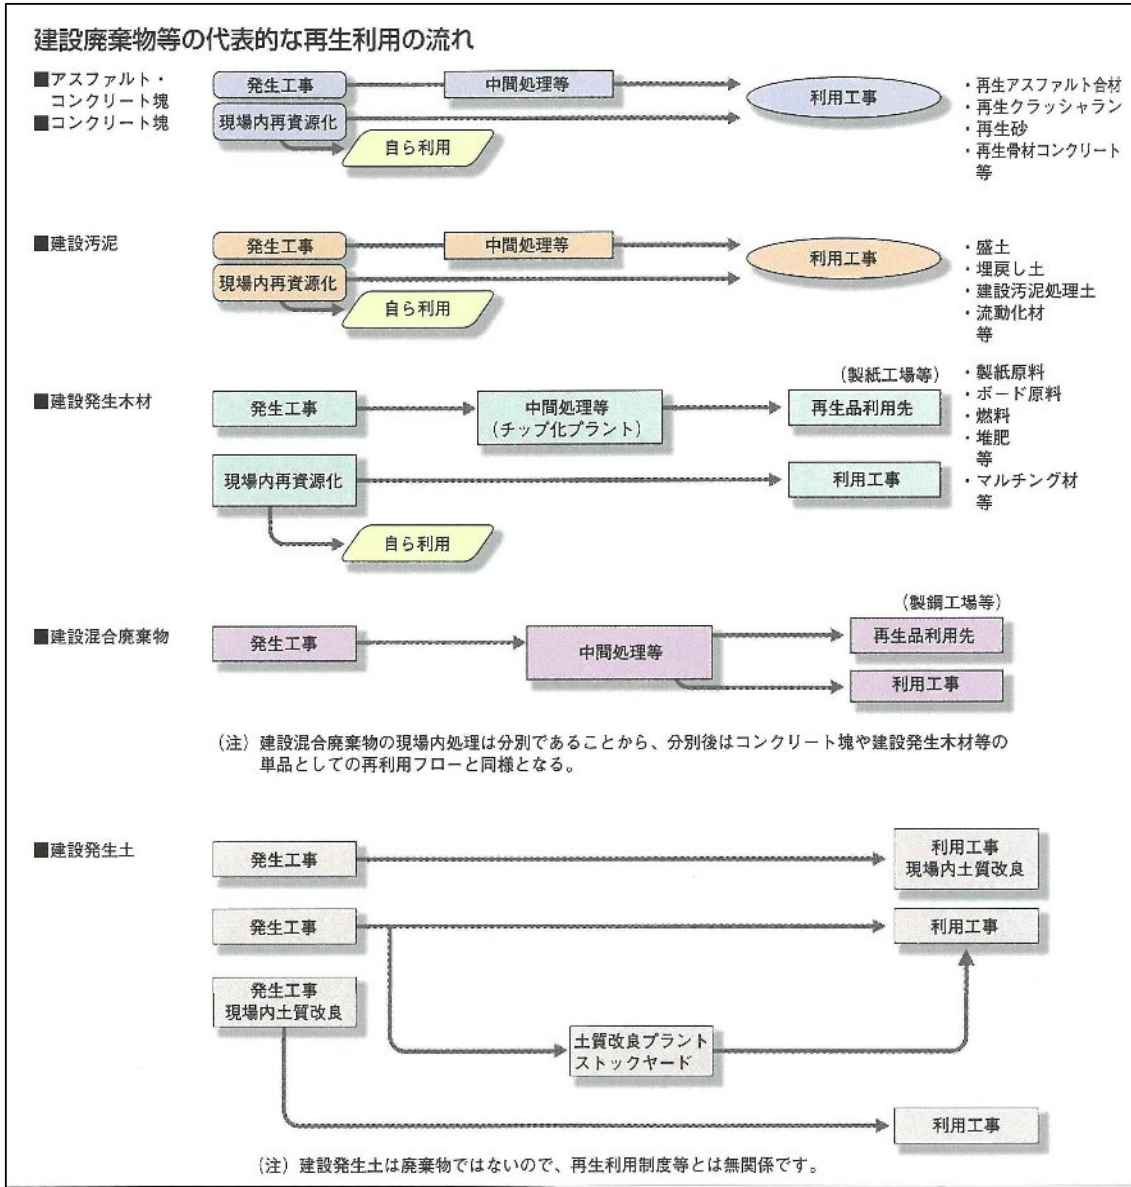 建設廃棄物等の代表的な再生利用の流れ
■アスファルト・
コンクリート塊
■コンクリート塊
発生工事
中間処理等
利用工事
現場内再資源化
自ら利用
・再生アスファルト合材
・再生クラッシャラン
・再生砂
・再生骨材コンクリート
等
■建設汚泥
発生工事
中間処理等
利用工事
現場内再資源化
自ら利用
・盛土
・埋戻し土
・建設汚泥処理土
・流動化材
等
■建設発生木材
発生工事
中間処理等
(チップ化プラント)
(製紙工場等)
再生品利用先
現場内再資源化
利用工事
自ら利用
・製紙原料
・ボード原料
・燃料
・堆肥
等
・マルチング材
等
■建設混合廃棄物
発生工事
中間処理等
(製鋼工場等)
再生品利用先
利用工事
(注) 建設混合廃棄物の現場内処理は分別であることから、分別後はコンクリート塊や建設発生木材等の
単品としての再利用フローと同様となる。
■建設発生土
発生工事
利用工事
現場内土質改良
発生工事
利用工事
発生工事
現場内土質改良
土質改良プラント
ストックヤード
利用工事
(注) 建設発生土は廃棄物ではないので、再生利用制度等とは無関係です。